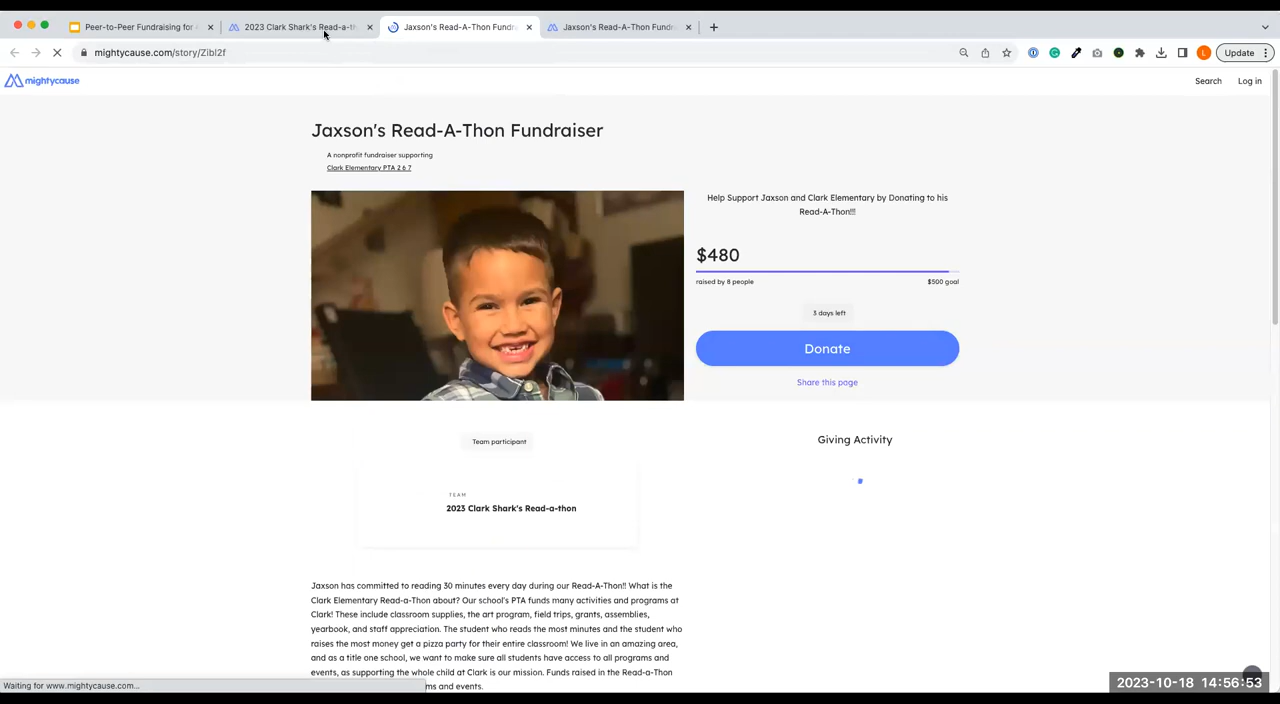 Peer-to-Peer Fundraising for
2023 Clark Shark's Read-a-th
Jaxson's Read-A-Thon Fundr
Jaxson's Read-A-Thon Fund
mightycause.com/story/Zibl2f
Update
mightycause
Search
Log in
Jaxson's Read-A-Thon Fundraiser
A nonprofit fundraiser supporting
Clark Elementary PTA 2 6 7
Help Support Jaxson and Clark Elementary by Donating to his
Read-A-Thon!!!
$480
raised by 8 people
$500 goal
3 days left
Donate
Share this page
Team participant
Giving Activity
TEAM
2023 Clark Shark's Read-a-thon
Jaxson has committed to reading 30 minutes every day during our Read-A-Thon!! What is the
Clark Elementary Read-a-Thon about? Our school's PTA funds many activities and programs at
Clark! These include classroom supplies, the art program, field trips, grants, assemblies,
yearbook, and staff appreciation. The student who reads the most minutes and the student who
raises the most money get a pizza party for their entire classroom! We live in an amazing area,
and as a title one school, we want to make sure all students have access to all programs and
events, as supporting the whole child at Clark is our mission. Funds raised in the Read-a-Thon
ms and events.
Waiting for www.mightycause.com...
2023-10-18 14:56:53